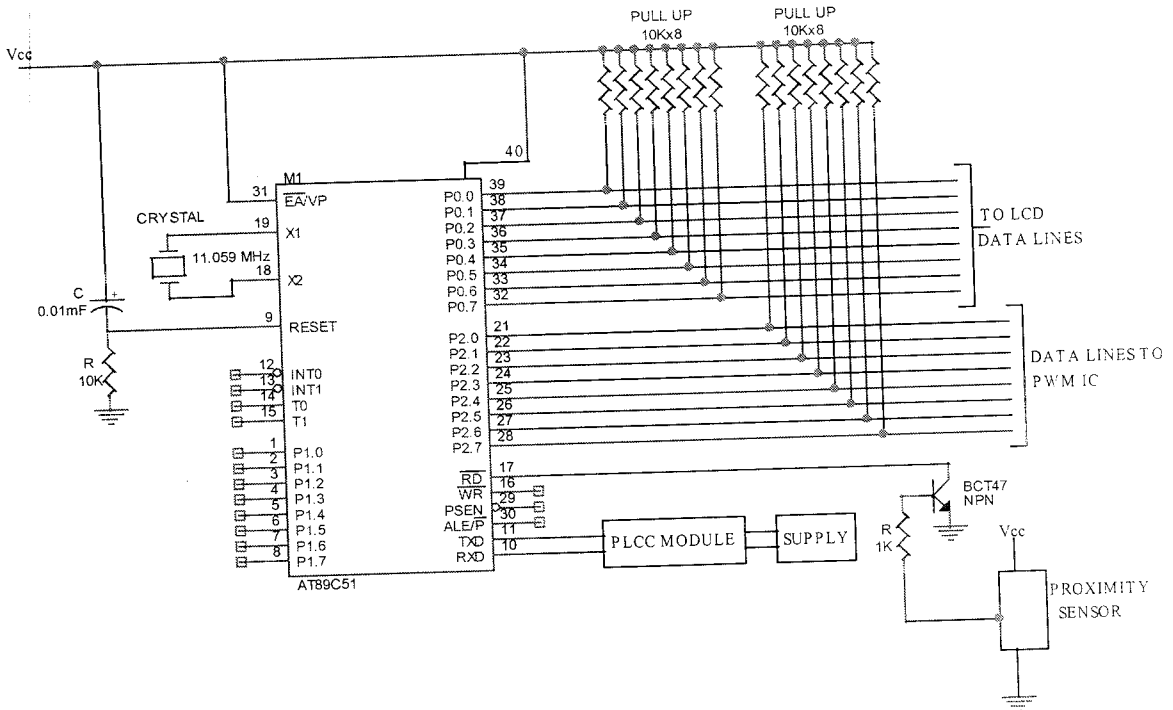 PULL UP
10Kx8
PULL UP
10Kx8
Vcc
40
M1
31
EA/VP
CRYSTAL
19
X1
11.059 MHz
18
X2
C
+
0.01mF
9
RESET
R
10K
12
INT0
13
INT1
14
T0
15
T1
1
P1.0
2
P1.1
3
P1.2
4
P1.3
5
P1.4
6
P1.5
7
P1.6
8
P1.7
AT89C51
P0.0
39
P0.1
38
P0.2
37
P0.3
36
P0.4
35
P0.5
34
P0.6
33
P0.7
32
TO LCD
DATA LINES
P2.0
21
P2.1
22
P2.2
23
P2.3
24
P2.4
25
P2.5
26
P2.6
27
P2.7
28
DATA LINES TO
PWM IC
RD
17
WR
16
PSEN
29
ALE/P
30
TXD
11
RXD
10
PLCC MODULE
SUPPLY
BCT47
NPN
R
1K
Vcc
PROXIMITY
SENSOR